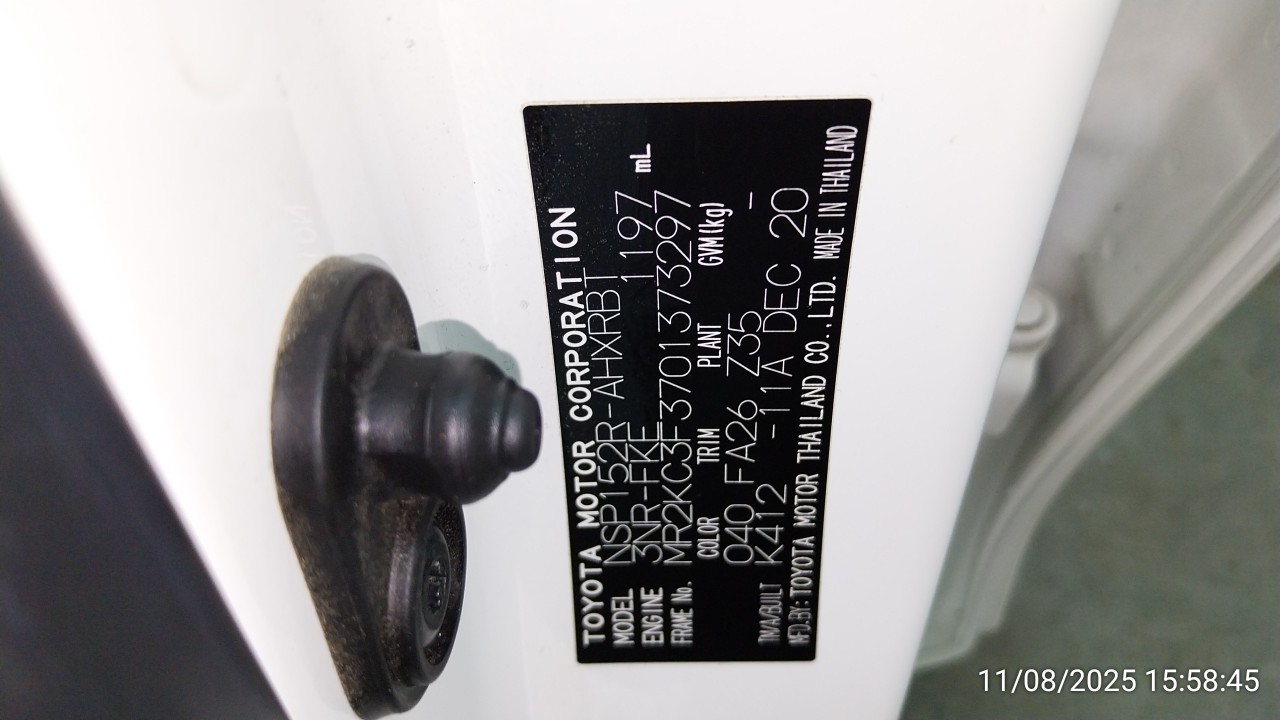 TOYOTA MOTOR CORPORATION
MODEL NSP152R-AHXRBT
ENGINE 3NR-FKE 1197 mL
FRAME No. MR2KC3F3701373297
COLOR TRIM PLANT GVM(kg)
040 FA26 Z35 -
TM/A/BUILT K412 -11A DEC 20
MFD.BY: TOYOTA MOTOR THAILAND CO.,LTD. MADE IN THAILAND
11/08/2025 15:58:45